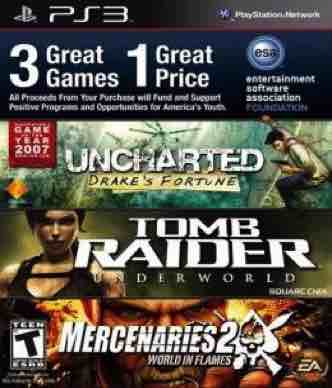 PS3
PlayStation Network
3 Great Games 1 Great Price
All Proceeds From Your Purchase will Fund and Support
Positive Programs and Opportunities for America's Youth.
esa
entertainment
software
association
FOUNDATION
GAME
OF THE
YEAR
2007
UNCHARTED
DRAKE'S FORTUNE
TOMB
RAIDER
UNDERWORLD
SQUARE ENIX
TEEN
T
ESRB
MERCENARIES 2
WORLD IN FLAMES
EA